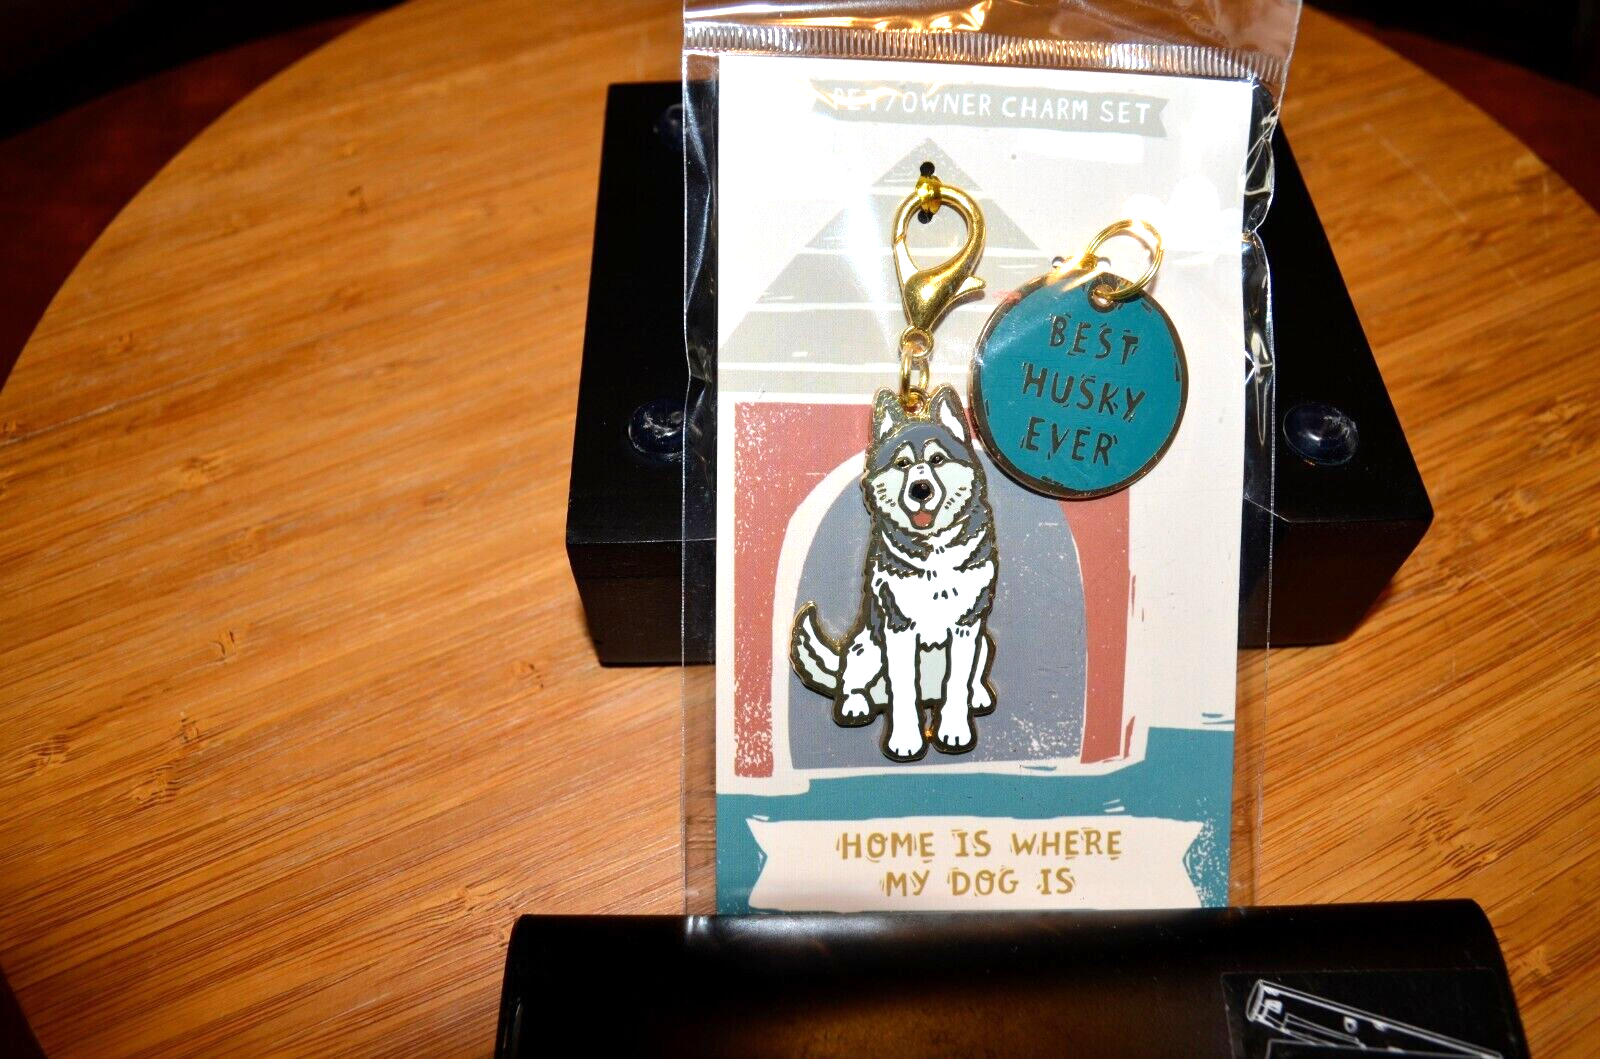 PET/OWNER CHARM SET
BEST
HUSKY
EVER
HOME IS WHERE
MY DOG IS